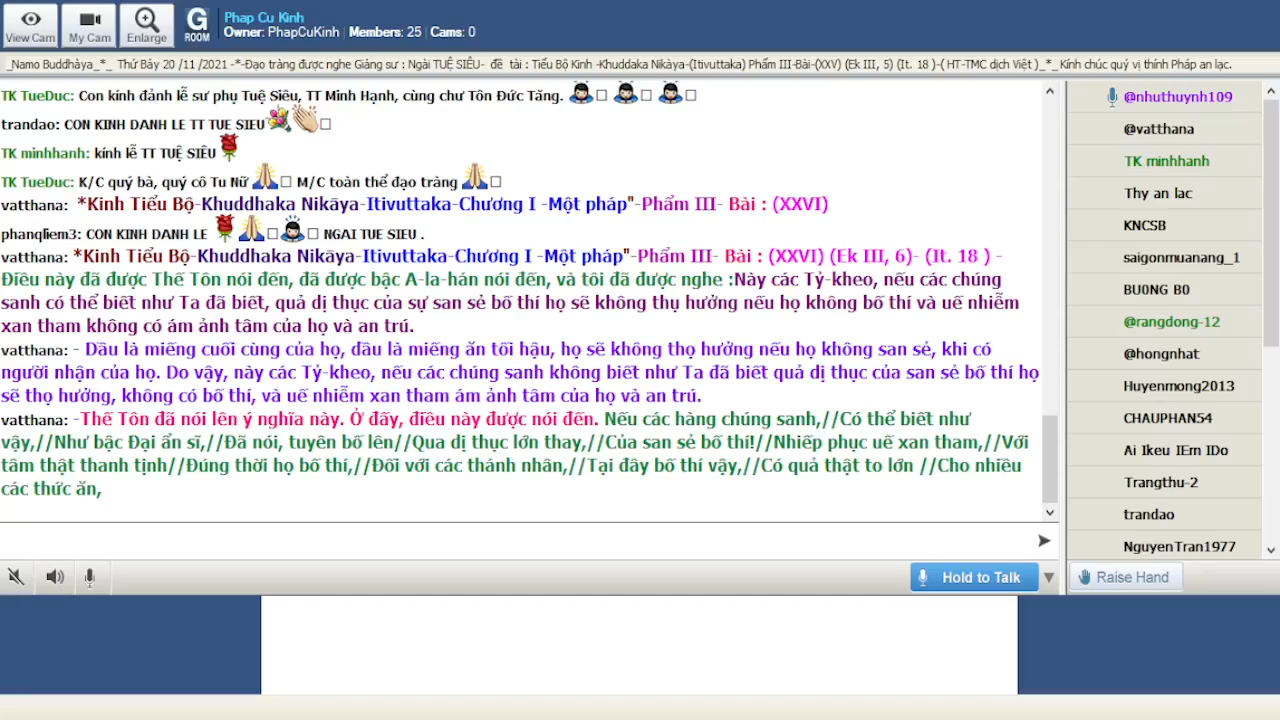 View Cam
My Cam
Enlarge
G
ROOM
Phap Cu Kinh
Owner: PhapCuKinh | Members: 25 | Cams: 0
_Namo Buddhàya_*_ Thứ Bảy 20 /11 /2021 -*-Đạo tràng được nghe Giảng sư : Ngài TUỆ SIÊU- đề tài : Tiểu Bộ Kinh -Khuddaka Nikàya-(Itivuttaka) Phẩm III-Bài-(XXV) (Ek III, 5) (It. 18 )-( HT-TMC dịch Việt )_*_Kính chúc quý vị thính Pháp an lạc.
TK TueDuc: Con kính đảnh lễ sư phụ Tuệ Siêu, TT Minh Hạnh, cùng chư Tôn Đức Tăng.
trandao: CON KINH DANH LE TT TUE SIEU
TK minhhanh: kính lễ TT TUỆ SIÊU
TK TueDuc: K/C quý bà, quý cô Tu Nữ M/C toàn thể đạo tràng
vatthana: *Kinh Tiểu Bộ-Khuddhaka Nikāya-Itivuttaka-Chương I -Một pháp"-Phẩm III- Bài : (XXVI)
phanqliem3: CON KINH DANH LE NGAI TUE SIEU .
vatthana: *Kinh Tiểu Bộ-Khuddhaka Nikāya-Itivuttaka-Chương I -Một pháp"-Phẩm III- Bài : (XXVI) (Ek III, 6)- (It. 18 ) -
Điều này đã được Thế Tôn nói đến, đã được bậc A-la-hán nói đến, và tôi đã được nghe :Này các Tỷ-kheo, nếu các chúng
sanh có thể biết như Ta đã biết, quả dị thục của sự san sẻ bố thí họ sẽ không thụ hưởng nếu họ không bố thí và uế nhiễm
xan tham không có ám ảnh tâm của họ và an trú.
vatthana: - Dầu là miếng cuối cùng của họ, dầu là miếng ăn tối hậu, họ sẽ không thọ hưởng nếu họ không san sẻ, khi có
người nhận của họ. Do vậy, này các Tỷ-kheo, nếu các chúng sanh không biết như Ta đã biết quả dị thục của san sẻ bố thí họ
sẽ thọ hưởng, không có bố thí, và uế nhiễm xan tham ám ảnh tâm của họ và an trú.
vatthana: -Thế Tôn đã nói lên ý nghĩa này. Ở đấy, điều này được nói đến. Nếu các hàng chúng sanh,//Có thể biết như
vậy,//Như bậc Đại ẩn sĩ,//Đã nói, tuyên bố lên//Qua dị thục lớn thay,//Của san sẻ bố thí!//Nhiếp phục uế xan tham,//Với
tâm thật thanh tịnh//Đúng thời họ bố thí,//Đối với các thánh nhân,//Tại đây bố thí vậy,//Có quả thật to lớn //Cho nhiều
các thức ăn,
Hold to Talk
@nhuthuynh109
@vatthana
TK minhhanh
Thy an lac
KNCSB
saigonmuanang_1
BU0NG B0
@rangdong-12
@hongnhat
Huyenmong2013
CHAUPHAN54
Ai Ikeu IEm IDo
Trangthu-2
trandao
NguyenTran1977
Raise Hand